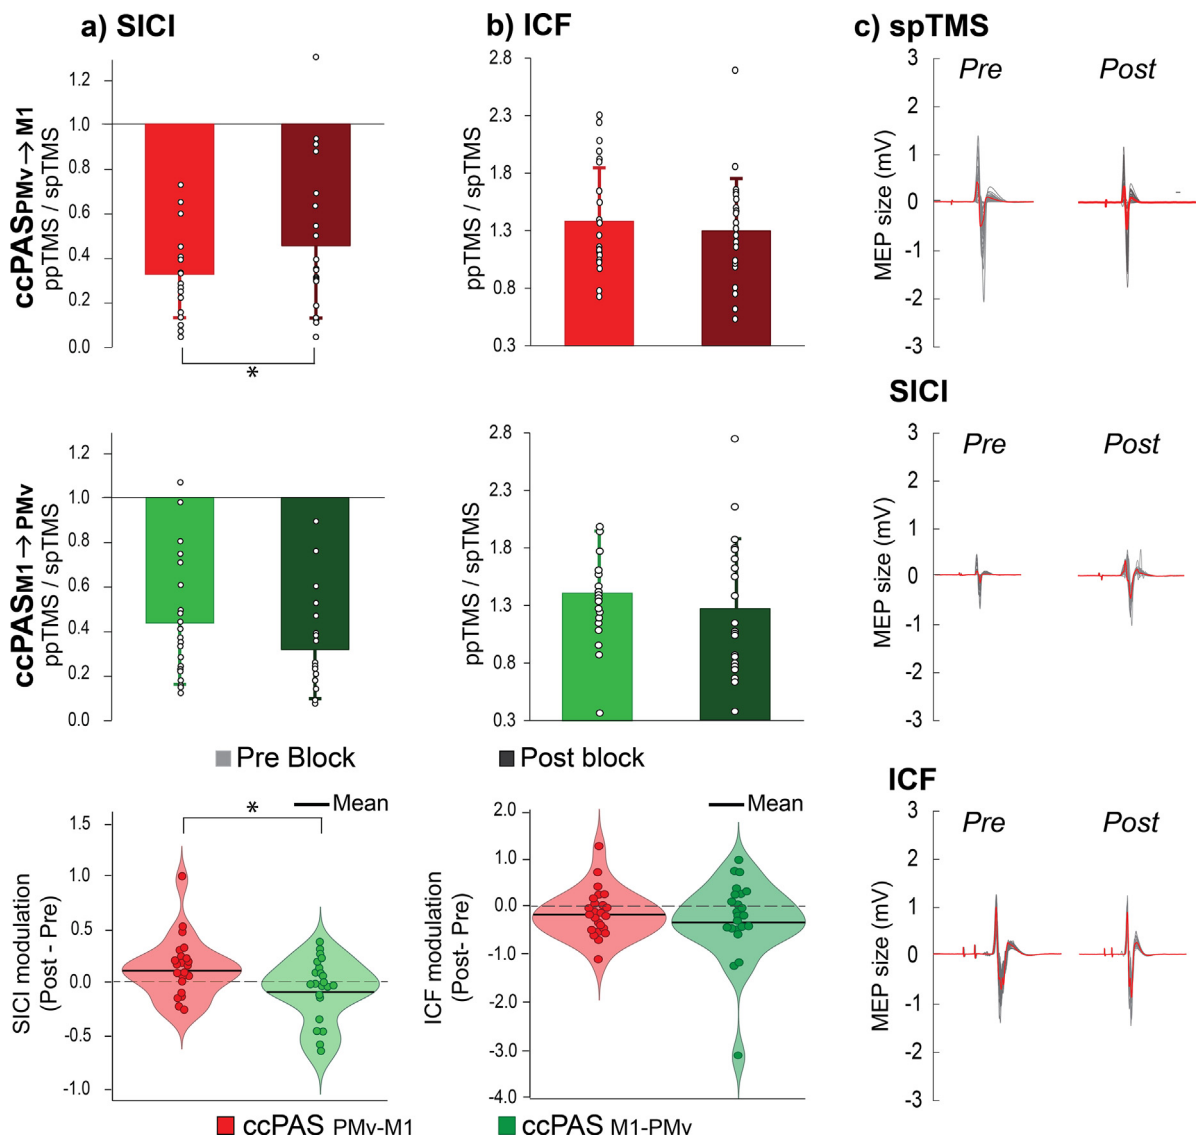 a) SICI
b) ICF
c) spTMS
ccPASPMv → M1
ppTMS / spTMS
1.2
1.0
0.8
0.6
0.4
0.2
0.0
*
ppTMS / spTMS
2.8
2.3
1.8
1.3
0.8
0.3
Pre
Post
MEP size (mV)
3
2
1
0
-1
-2
-3
ccPASM1 → PMv
ppTMS / spTMS
1.2
1.0
0.8
0.6
0.4
0.2
0.0
ppTMS / spTMS
2.8
2.3
1.8
1.3
0.8
0.3
SICI
Pre
Post
MEP size (mV)
3
2
1
0
-1
-2
-3
Pre Block
Post block
SICI modulation
(Post - Pre)
1.5
1.0
0.5
0.0
-0.5
-1.0
*
Mean
ICF modulation
(Post- Pre)
2.0
1.0
0.0
-1.0
-2.0
-3.0
-4.0
Mean
ICF
Pre
Post
MEP size (mV)
3
2
1
0
-1
-2
-3
ccPAS PMv-M1
ccPAS M1-PMv